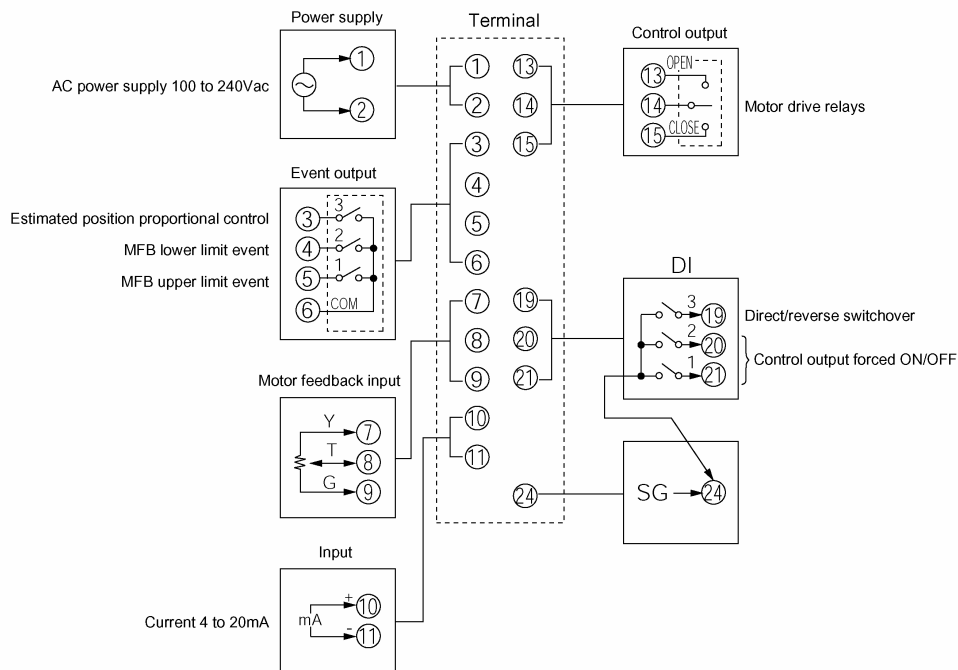 Power supply
AC power supply 100 to 240Vac
1
2
Event output
Estimated position proportional control
3 3
MFB lower limit event
4 2
MFB upper limit event
5 1
6 COM
Motor feedback input
Y 7
T 8
G 9
Input
Current 4 to 20mA
mA
+ 10
- 11
Terminal
1 13
2 14
3 15
4
5
6
7 19
8 20
9 21
10
11
24
Control output
OPEN
13
14
15 CLOSE
Motor drive relays
DI
3 19 Direct/reverse switchover
2 20
1 21
Control output forced ON/OFF
SG 24